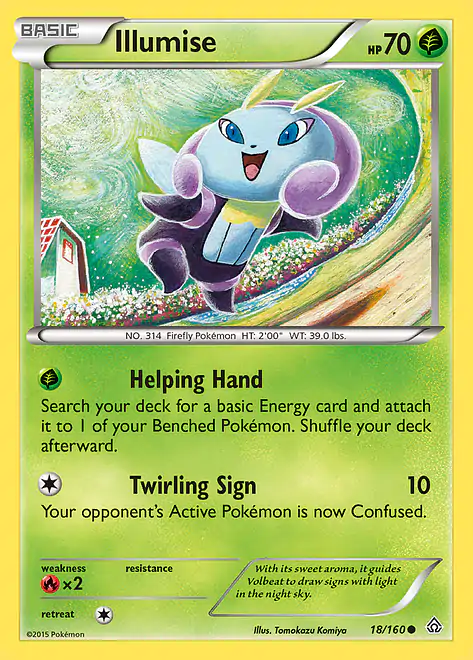 BASIC Illumise HP70
NO. 314 Firefly Pokémon HT: 2'00" WT: 39.0 lbs.
Helping Hand
Search your deck for a basic Energy card and attach
it to 1 of your Benched Pokémon. Shuffle your deck
afterward.
Twirling Sign 10
Your opponent's Active Pokémon is now Confused.
weakness resistance
×2
retreat
With its sweet aroma, it guides
Volbeat to draw signs with light
in the night sky.
©2015 Pokémon Illus. Tomokazu Komiya 18/160